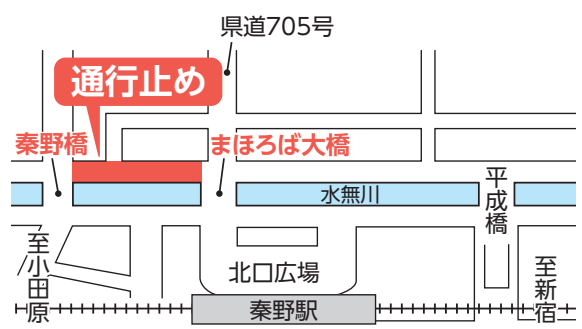 県道705号
通行止め
秦野橋
まほろば大橋
水無川
平成橋
至小田原
北口広場
至新宿
秦野駅